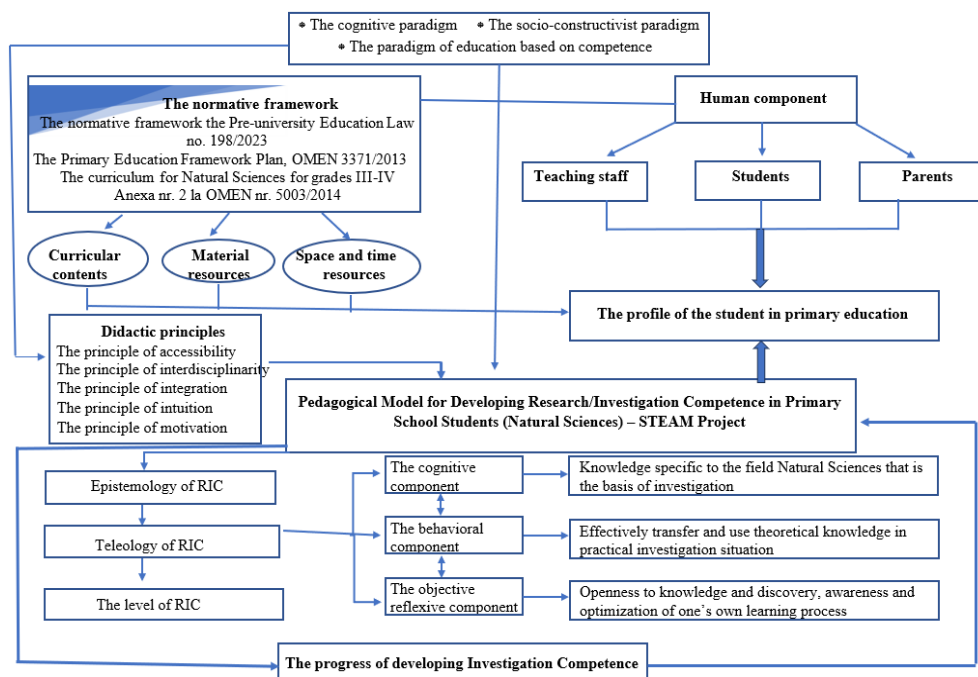 * The cognitive paradigm * The socio-constructivist paradigm
* The paradigm of education based on competence
The normative framework
The normative framework the Pre-university Education Law
no. 198/2023
The Primary Education Framework Plan, OMEN 3371/2013
The curriculum for Natural Sciences for grades III-IV
Anexa nr. 2 la OMEN nr. 5003/2014
Human component
Teaching staff
Students
Parents
Curricular
contents
Material
resources
Space and time
resources
The profile of the student in primary education
Didactic principles
The principle of accessibility
The principle of interdisciplinarity
The principle of integration
The principle of intuition
The principle of motivation
Pedagogical Model for Developing Research/Investigation Competence in Primary
School Students (Natural Sciences) – STEAM Project
Epistemology of RIC
Teleology of RIC
The level of RIC
The cognitive
component
Knowledge specific to the field Natural Sciences that is
the basis of investigation
The behavioral
component
Effectively transfer and use theoretical knowledge in
practical investigation situation
The objective
reflexive component
Openness to knowledge and discovery, awareness and
optimization of one's own learning process
The progress of developing Investigation Competence